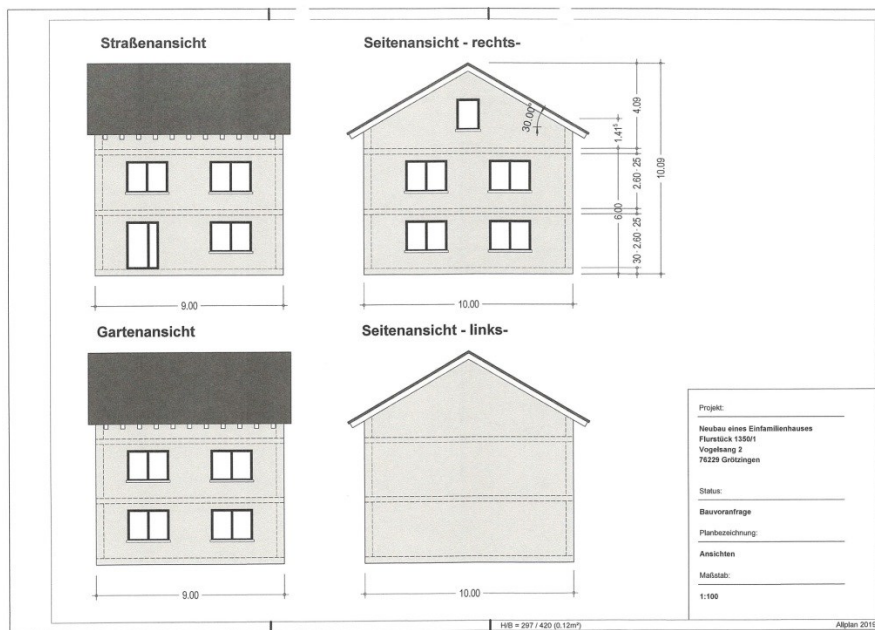 Straßenansicht
Seitenansicht - rechts-
30.00°
1.41⁵
4.09
25
2.60
25
2.60
30
6.00
10.09
9.00
10.00
Gartenansicht
Seitenansicht - links-
9.00
10.00
Projekt:
Neubau eines Einfamilienhauses
Flurstück 1350/1
Vogelsang 2
76229 Grötzingen
Status:
Bauvoranfrage
Planbezeichnung:
Ansichten
Maßstab:
1:100
H/B = 297 / 420 (0.12m²)
Allplan 2019